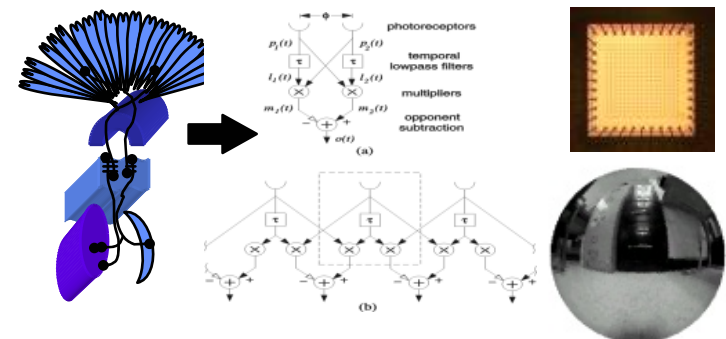 ϕ
photoreceptors
p₁(t) p₂(t)
τ τ temporal
lowpass filters
l₁(t) l₂(t)
× × multipliers
m₁(t) m₂(t) opponent
− + + subtraction
o(t)
(a)
τ τ τ
× × × × × ×
− + + − + + − + + − + +
(b)